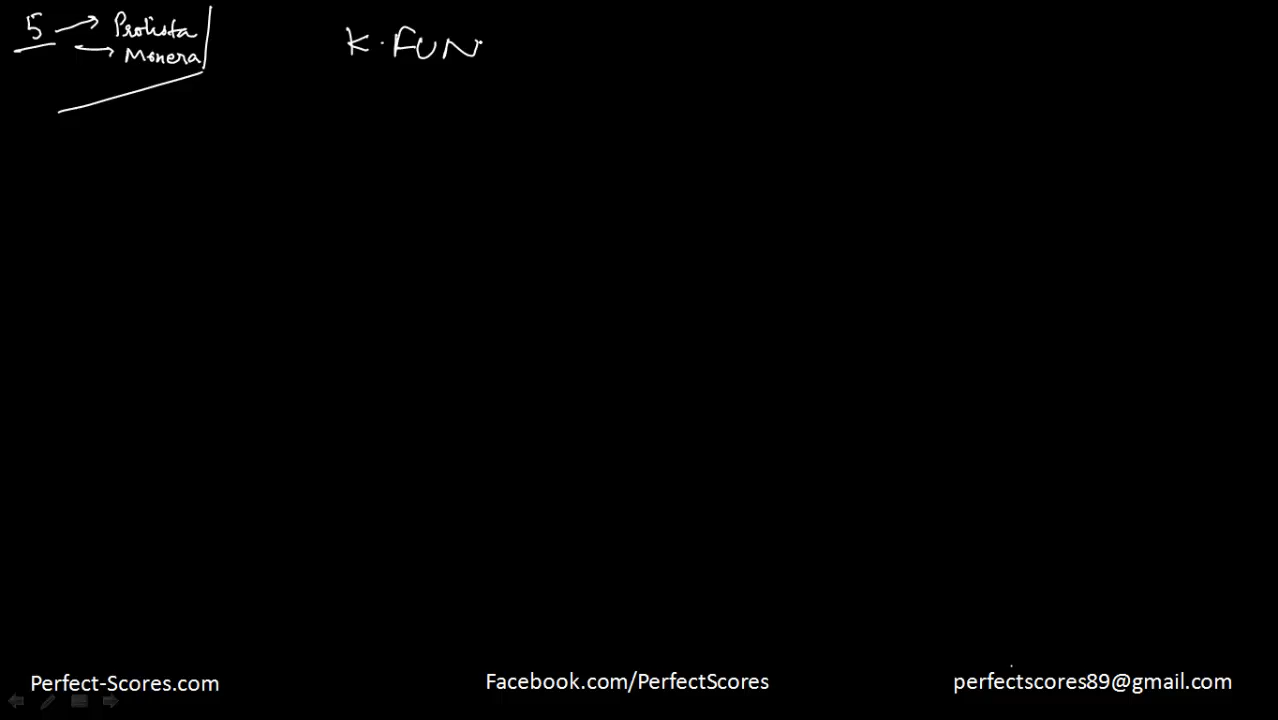 5 → Protista
→ Monera
K. FUN
Perfect-Scores.com
Facebook.com/PerfectScores
perfectscores89@gmail.com